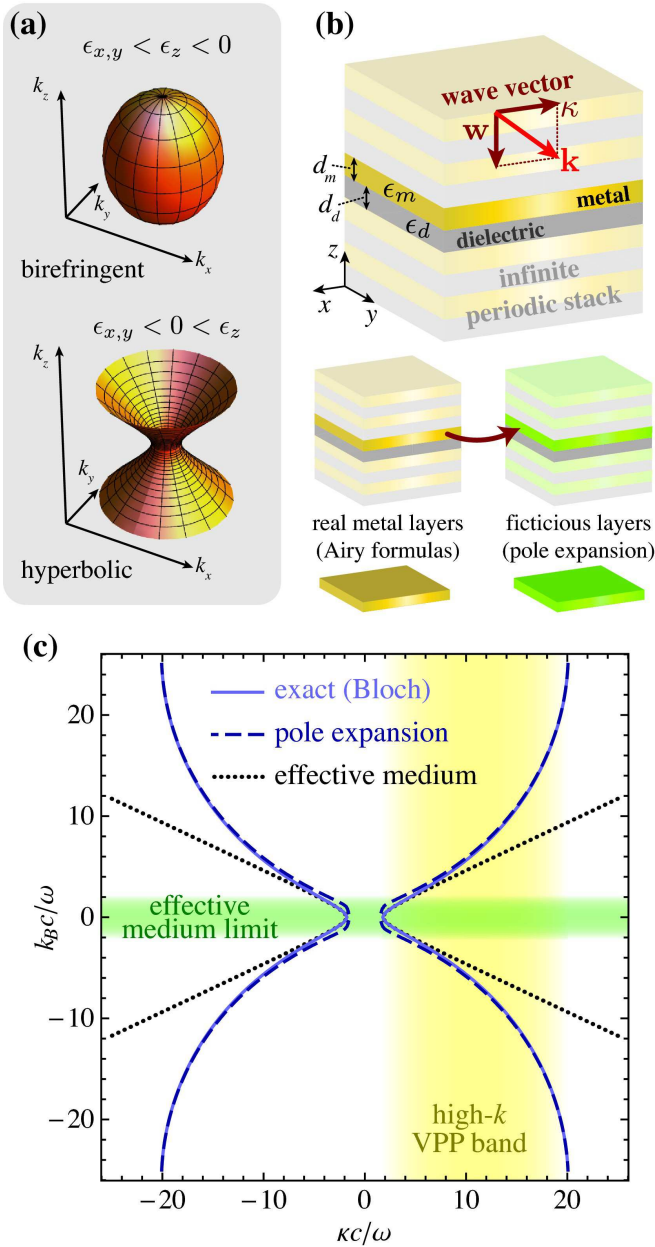 (a)
ϵx,y < ϵz < 0
kz
ky
kx
birefringent
ϵx,y < 0 < ϵz
kz
ky
kx
hyperbolic
(b)
wave vector
κ
w
k
dm
ϵm
metal
dd
ϵd
dielectric
z
x
y
infinite
periodic stack
real metal layers
(Airy formulas)
ficticious layers
(pole expansion)
(c)
exact (Bloch)
pole expansion
effective medium
effective
medium limit
high-k
VPP band
20
10
0
−10
−20
kBc/ω
−20
−10
0
10
20
κc/ω